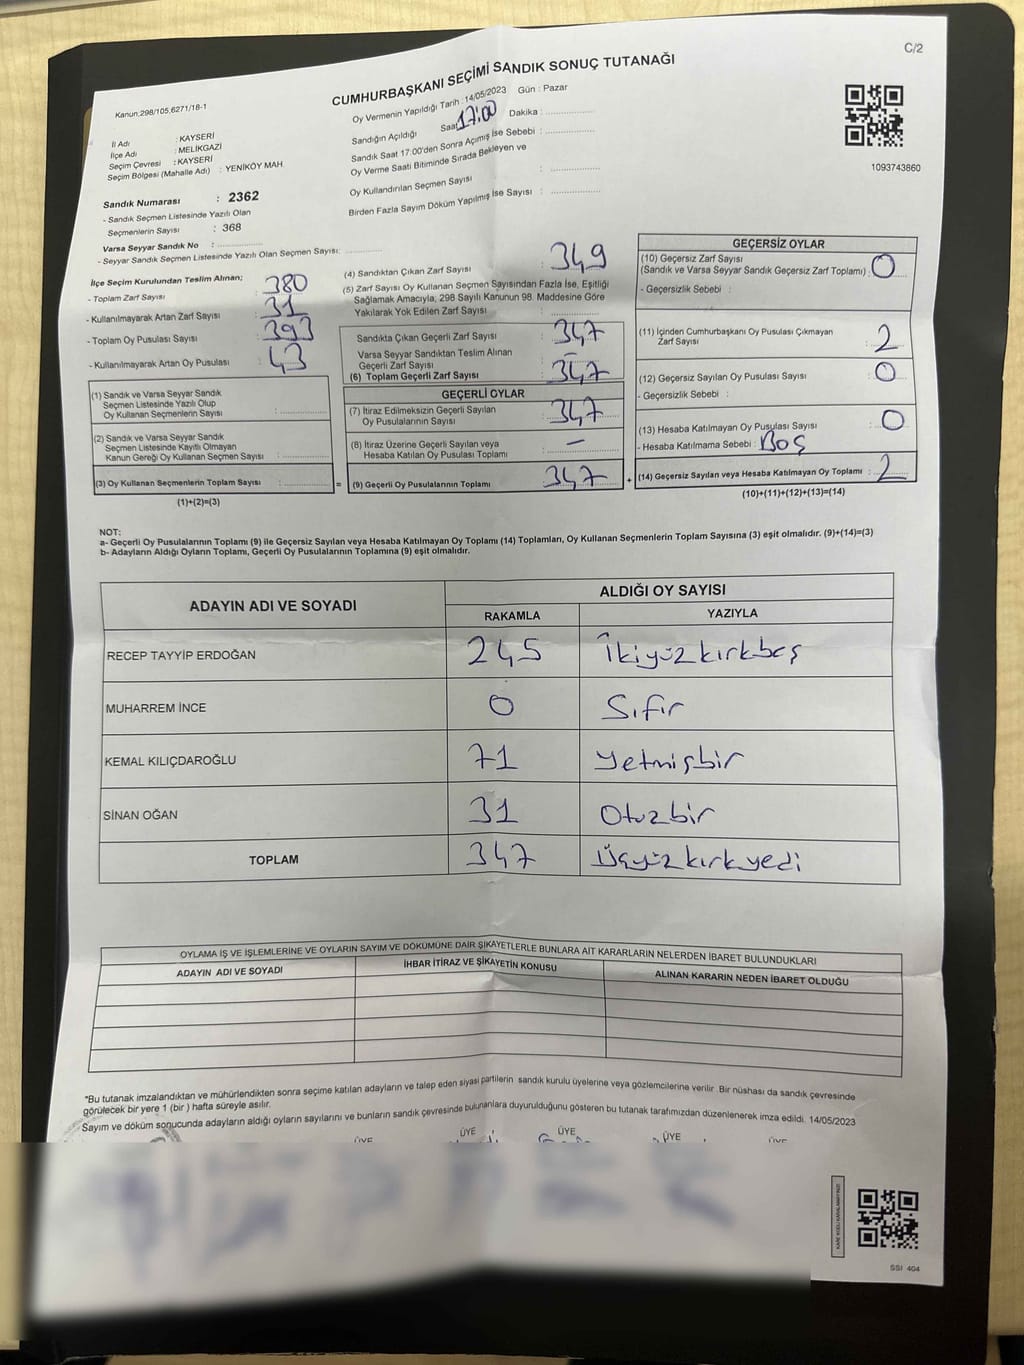 C/2
CUMHURBAŞKANI SEÇİMİ SANDIK SONUÇ TUTANAĞI
Kanun:298/105,6271/18-1
Oy Vermenin Yapıldığı Tarih : 14/05/2023 Gün : Pazar
Sandığın Açıldığı Saat 17:00 Dakika :
Sandık Saat 17:00'den Sonra Açımış İse Sebebi :
Oy Verme Saati Bitiminde Sırada Bekleyen ve
Oy Kullandırılan Seçmen Sayısı :
Birden Fazla Sayım Döküm Yapılmış İse Sayısı :
1093743860
İl Adı : KAYSERİ
İlçe Adı : MELİKGAZİ
Seçim Çevresi : KAYSERİ
Seçim Bölgesi (Mahalle Adı) : YENİKÖY MAH
Sandık Numarası : 2362
- Sandık Seçmen Listesinde Yazılı Olan
Seçmenlerin Sayısı : 368
Varsa Seyyar Sandık No :
- Seyyar Sandık Seçmen Listesinde Yazılı Olan Seçmen Sayısı:
İlçe Seçim Kurulundan Teslim Alınan;
- Toplam Zarf Sayısı : 380
- Kullanılmayarak Artan Zarf Sayısı : 31
- Toplam Oy Pusulası Sayısı : 393
- Kullanılmayarak Artan Oy Pusulası : 43
(1) Sandık ve Varsa Seyyar Sandık
Seçmen Listesinde Yazılı Olup
Oy Kullanan Seçmenlerin Sayısı :
(2) Sandık ve Varsa Seyyar Sandık
Seçmen Listesinde Kayıtlı Olmayan
Kanun Gereği Oy Kullanan Seçmen Sayısı :
(3) Oy Kullanan Seçmenlerin Toplam Sayısı :
(1)+(2)=(3)
(4) Sandıktan Çıkan Zarf Sayısı : 349
(5) Zarf Sayısı Oy Kullanan Seçmen Sayısından Fazla İse, Eşitliği
Sağlamak Amacıyla, 298 Sayılı Kanunun 98. Maddesine Göre
Yakılarak Yok Edilen Zarf Sayısı :
Sandıkta Çıkan Geçerli Zarf Sayısı : 347
Varsa Seyyar Sandıktan Teslim Alınan
Geçerli Zarf Sayısı : –
(6) Toplam Geçerli Zarf Sayısı : 347
GEÇERLİ OYLAR
(7) İtiraz Edilmeksizin Geçerli Sayılan
Oy Pusulalarının Sayısı : 347
(8) İtiraz Üzerine Geçerli Sayılan veya
Hesaba Katılan Oy Pusulası Toplamı : –
= (9) Geçerli Oy Pusulalarının Toplamı : 347
GEÇERSİZ OYLAR
(10) Geçersiz Zarf Sayısı
(Sandık ve Varsa Seyyar Sandık Geçersiz Zarf Toplamı) : 0
- Geçersizlik Sebebi :
(11) İçinden Cumhurbaşkanı Oy Pusulası Çıkmayan
Zarf Sayısı : 2
(12) Geçersiz Sayılan Oy Pusulası Sayısı : 0
- Geçersizlik Sebebi :
(13) Hesaba Katılmayan Oy Pusulası Sayısı : 0
- Hesaba Katılmama Sebebi : Boş
+ (14) Geçersiz Sayılan veya Hesaba Katılmayan Oy Toplamı : 2
(10)+(11)+(12)+(13)=(14)
NOT:
a- Geçerli Oy Pusulalarının Toplamı (9) ile Geçersiz Sayılan veya Hesaba Katılmayan Oy Toplamı (14) Toplamları, Oy Kullanan Seçmenlerin Toplam Sayısına (3) eşit olmalıdır. (9)+(14)=(3)
b- Adayların Aldığı Oyların Toplamı, Geçerli Oy Pusulalarının Toplamına (9) eşit olmalıdır.
ADAYIN ADI VE SOYADI ALDIĞI OY SAYISI
RAKAMLA YAZIYLA
RECEP TAYYİP ERDOĞAN 245 İkiyüzkırkbeş
MUHARREM İNCE 0 Sıfır
KEMAL KILIÇDAROĞLU 71 Yetmişbir
SİNAN OĞAN 31 Otuzbir
TOPLAM 347 Üçyüzkırkyedi
OYLAMA İŞ VE İŞLEMLERİNE VE OYLARIN SAYIM VE DÖKÜMÜNE DAİR ŞİKAYETLERLE BUNLARA AİT KARARLARIN NELERDEN İBARET BULUNDUKLARI
ADAYIN ADI VE SOYADI İHBAR İTİRAZ VE ŞİKAYETİN KONUSU ALINAN KARARIN NEDEN İBARET OLDUĞU
*Bu tutanak imzalandıktan ve mühürlendikten sonra seçime katılan adayların ve talep eden siyasi partilerin sandık kurulu üyelerine veya gözlemcilerine verilir. Bir nüshası da sandık çevresinde
görülecek bir yere 1 (bir ) hafta süreyle asılır.
Sayım ve döküm sonucunda adayların aldığı oyların sayılarını ve bunların sandık çevresinde bulunanlara duyurulduğunu gösteren bu tutanak tarafımızdan düzenlenerek imza edildi. 14/05/2023
ÜYE ÜYE ÜYE ÜYE ÜYE
SSI 404